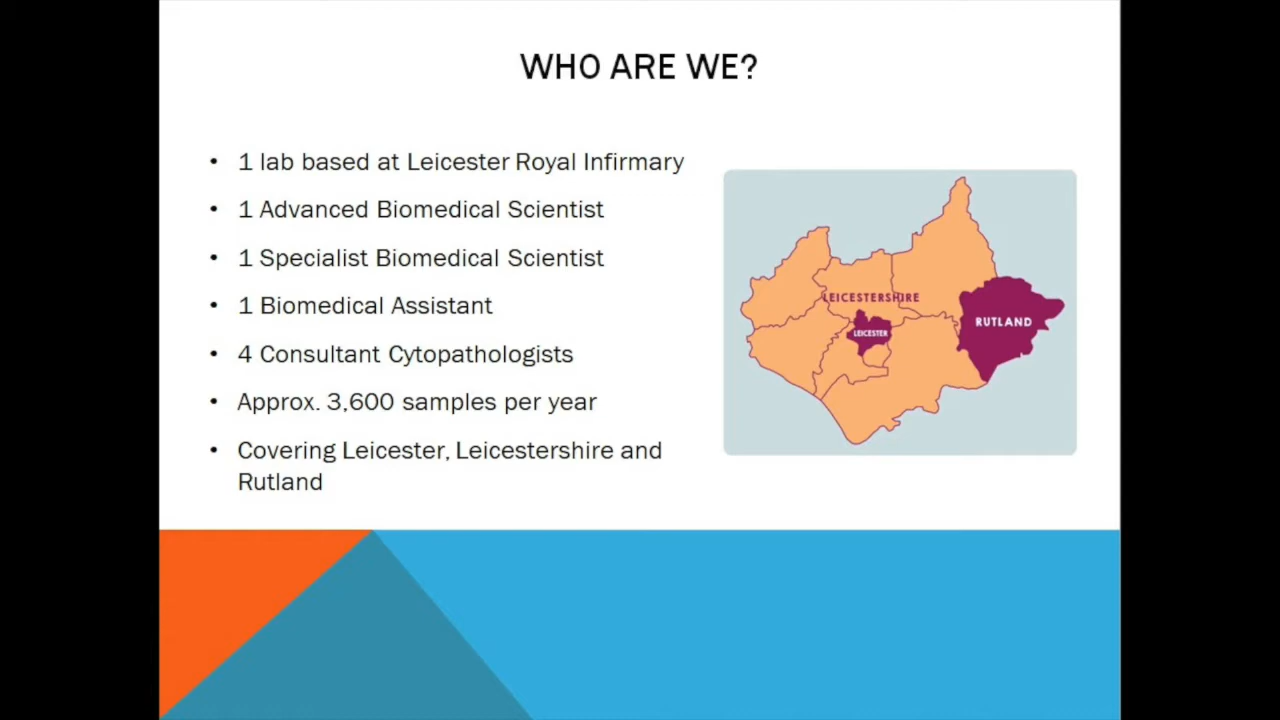 WHO ARE WE?
• 1 lab based at Leicester Royal Infirmary
• 1 Advanced Biomedical Scientist
• 1 Specialist Biomedical Scientist
• 1 Biomedical Assistant
• 4 Consultant Cytopathologists
• Approx. 3,600 samples per year
• Covering Leicester, Leicestershire and
Rutland
LEICESTERSHIRE
LEICESTER
RUTLAND